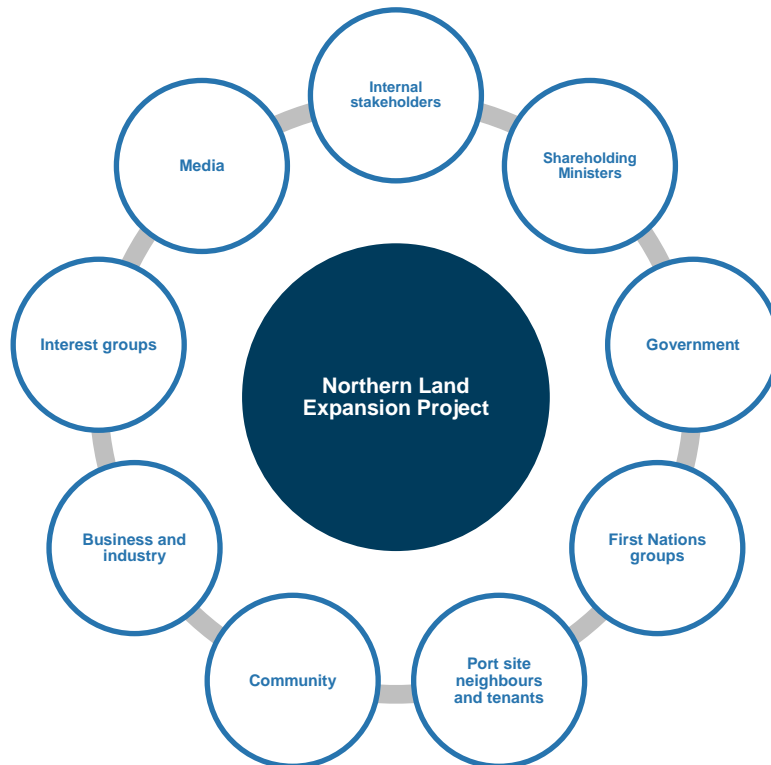 Internal
stakeholders
Shareholding
Ministers
Government
First Nations
groups
Port site
neighbours
and tenants
Community
Business and
industry
Interest groups
Media
Northern Land
Expansion Project